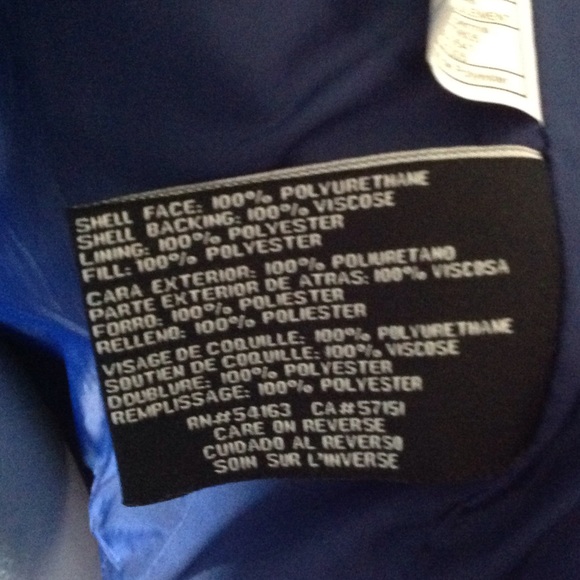 SHELL FACE: 100% POLYURETHANE
SHELL BACKING: 100% VISCOSE
LINING: 100% POLYESTER
FILL: 100% POLYESTER
CARA EXTERIOR: 100% POLIURETANO
PARTE EXTERIOR DE ATRAS: 100% VISCOSA
FORRO: 100% POLIESTER
RELLENO: 100% POLIESTER
VISAGE DE COQUILLE: 100% POLYURETHANE
SOUTIEN DE COQUILLE: 100% VISCOSE
DOUBLURE: 100% POLYESTER
REMPLISSAGE: 100% POLYESTER
RN#54163 CA#57151
CARE ON REVERSE
CUIDADO AL REVERSO
SOIN SUR L'INVERSE